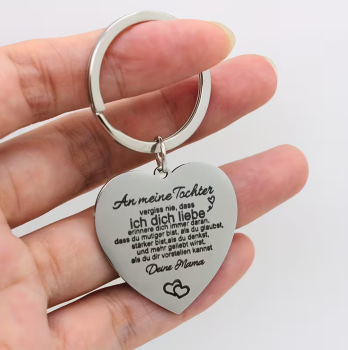 An meine Tochter
vergiss nie, dass
ich dich liebe
erinnere dich immer daran,
dass du mutiger bist, als du glaubst,
stärker bist, als du denkst,
und mehr geliebt wirst,
als du dir vorstellen kannst
Deine Mama